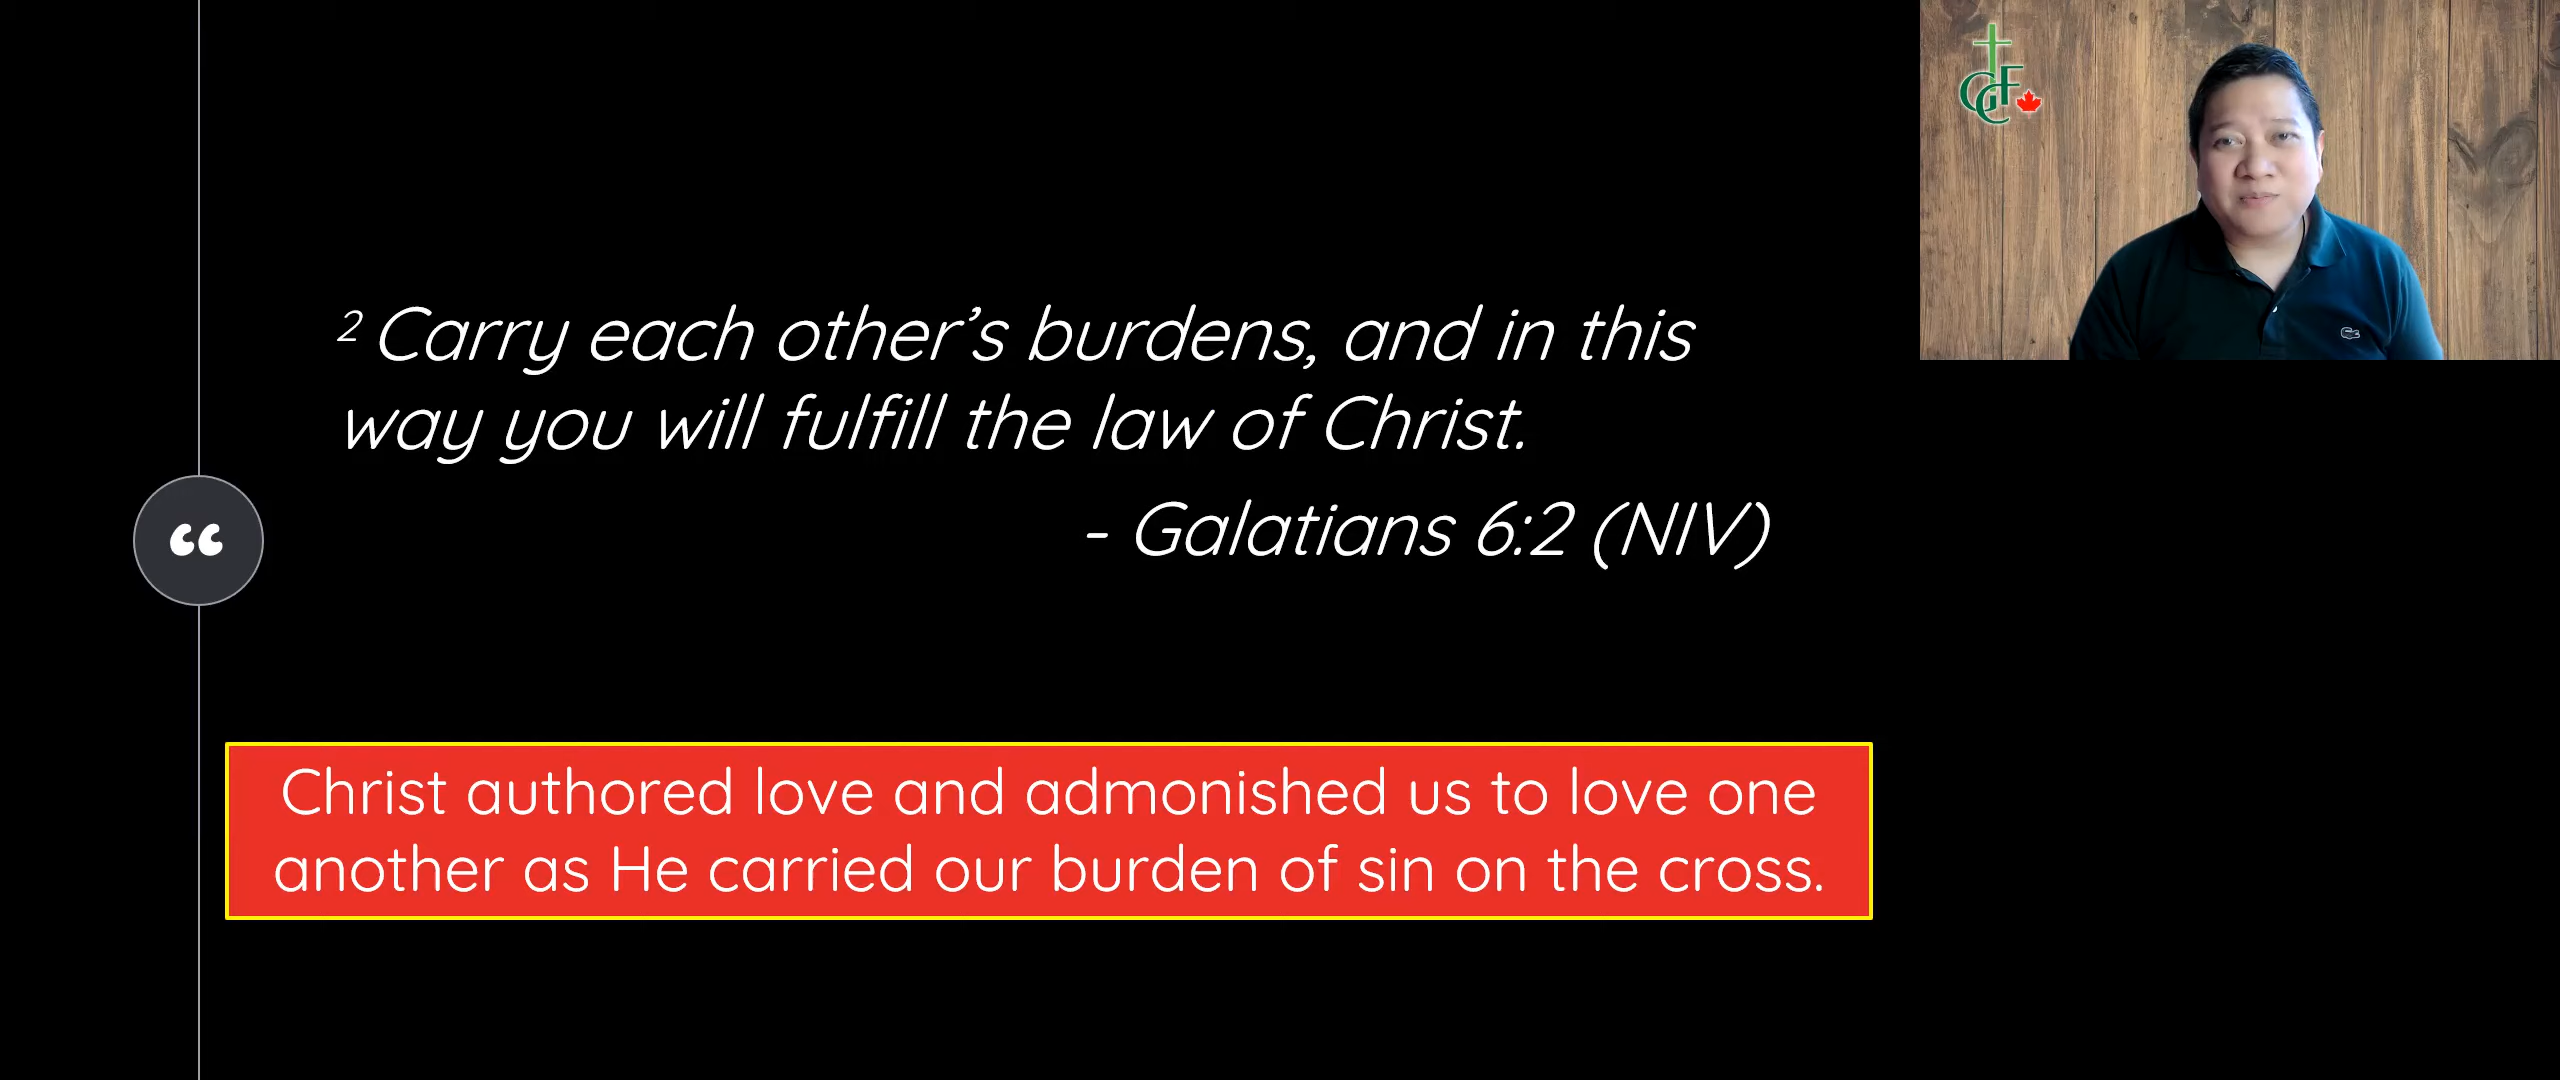 ² Carry each other’s burdens, and in this
way you will fulfill the law of Christ.
- Galatians 6:2 (NIV)
“
Christ authored love and admonished us to love one
another as He carried our burden of sin on the cross.